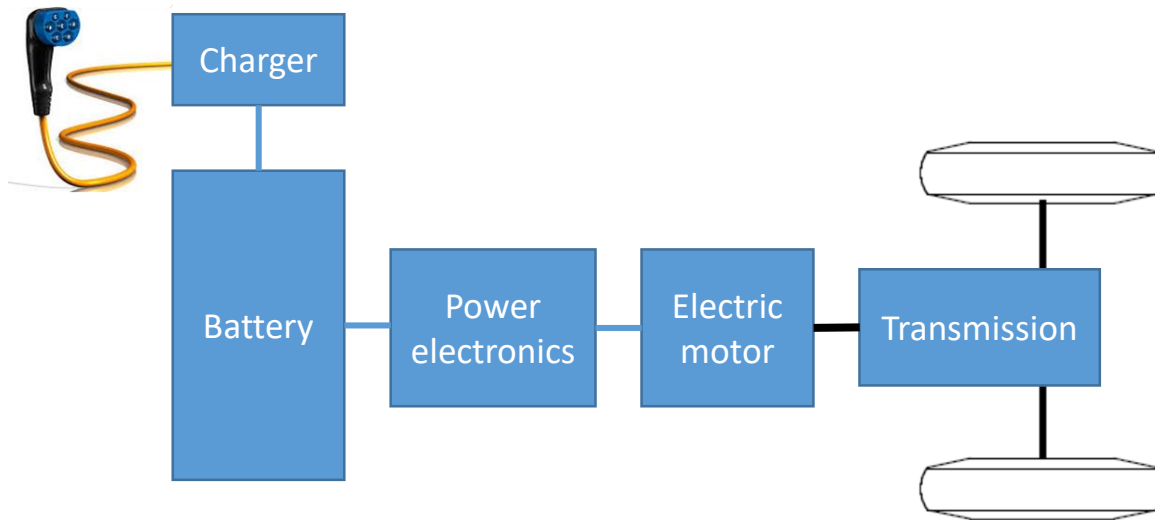 Charger
Battery
Power
electronics
Electric
motor
Transmission